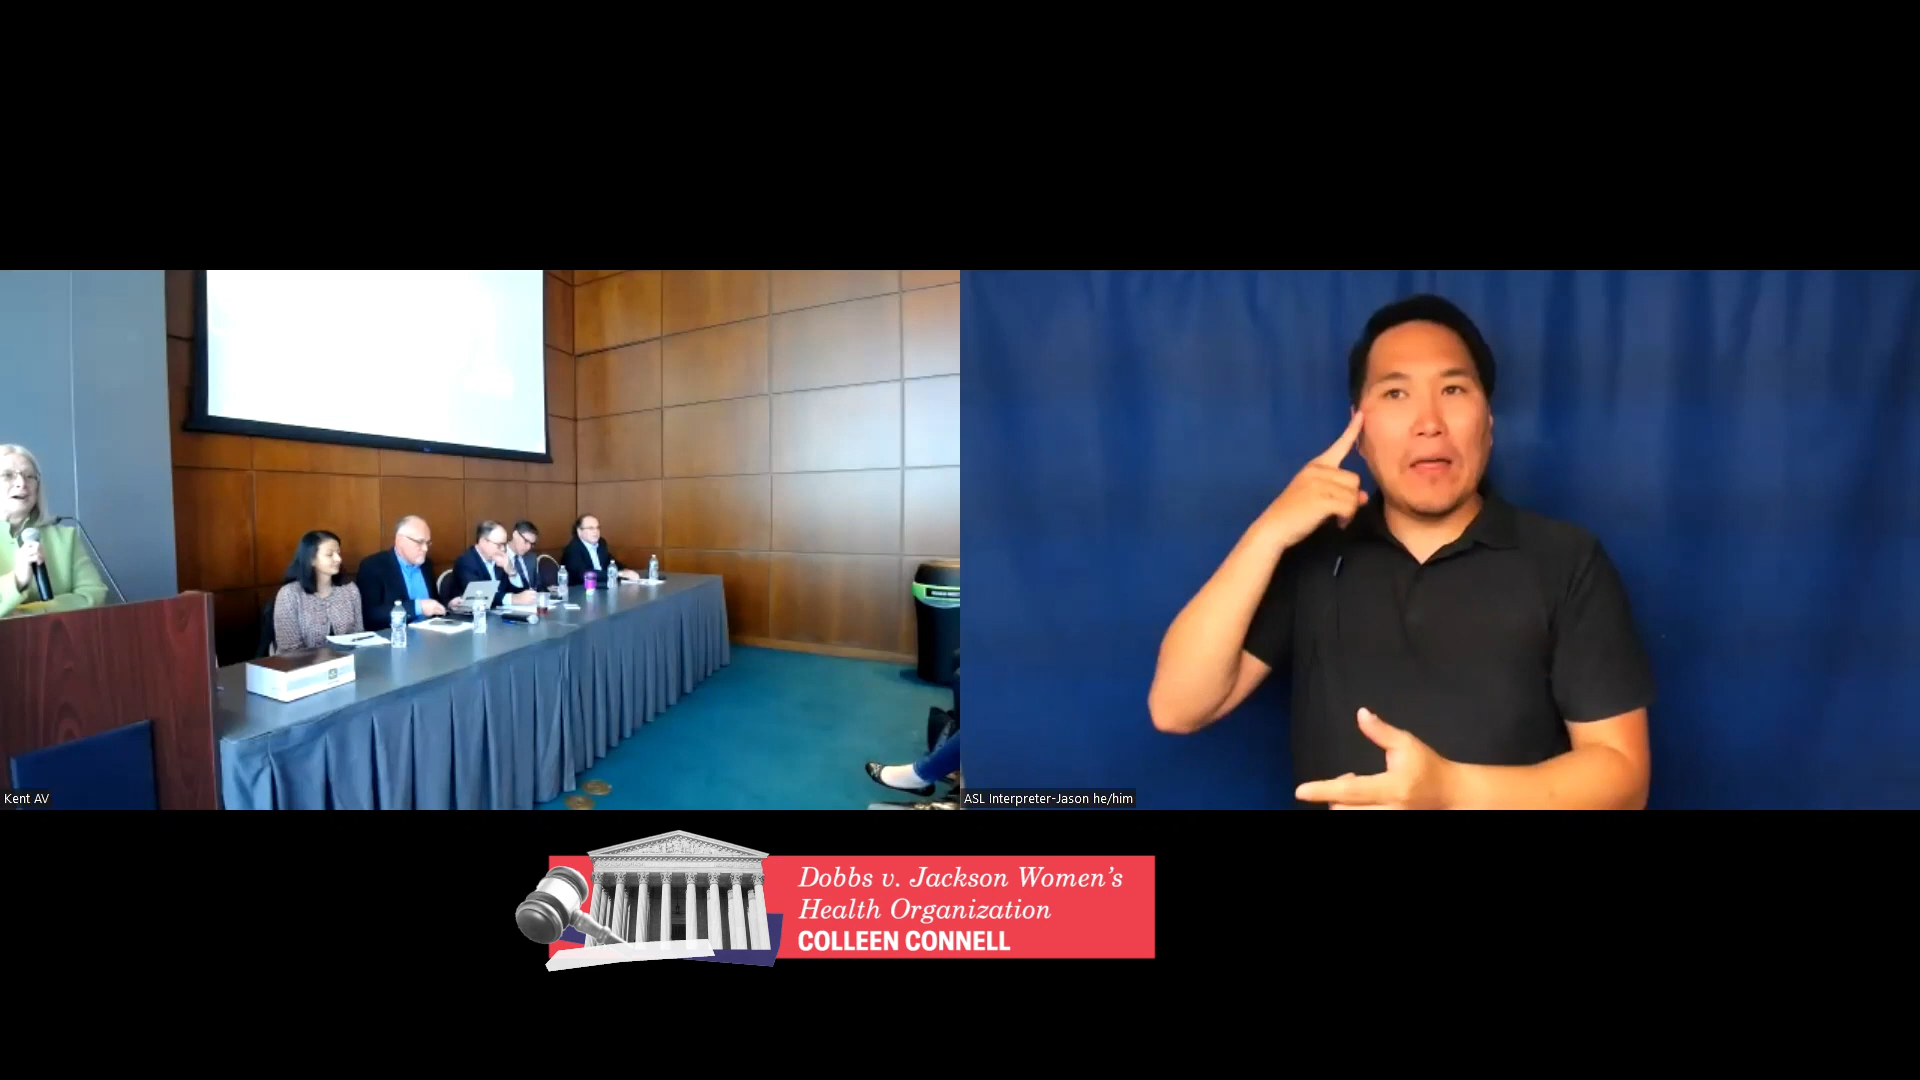 Kent AV
ASL Interpreter-Jason he/him
Dobbs v. Jackson Women's
Health Organization
COLLEEN CONNELL